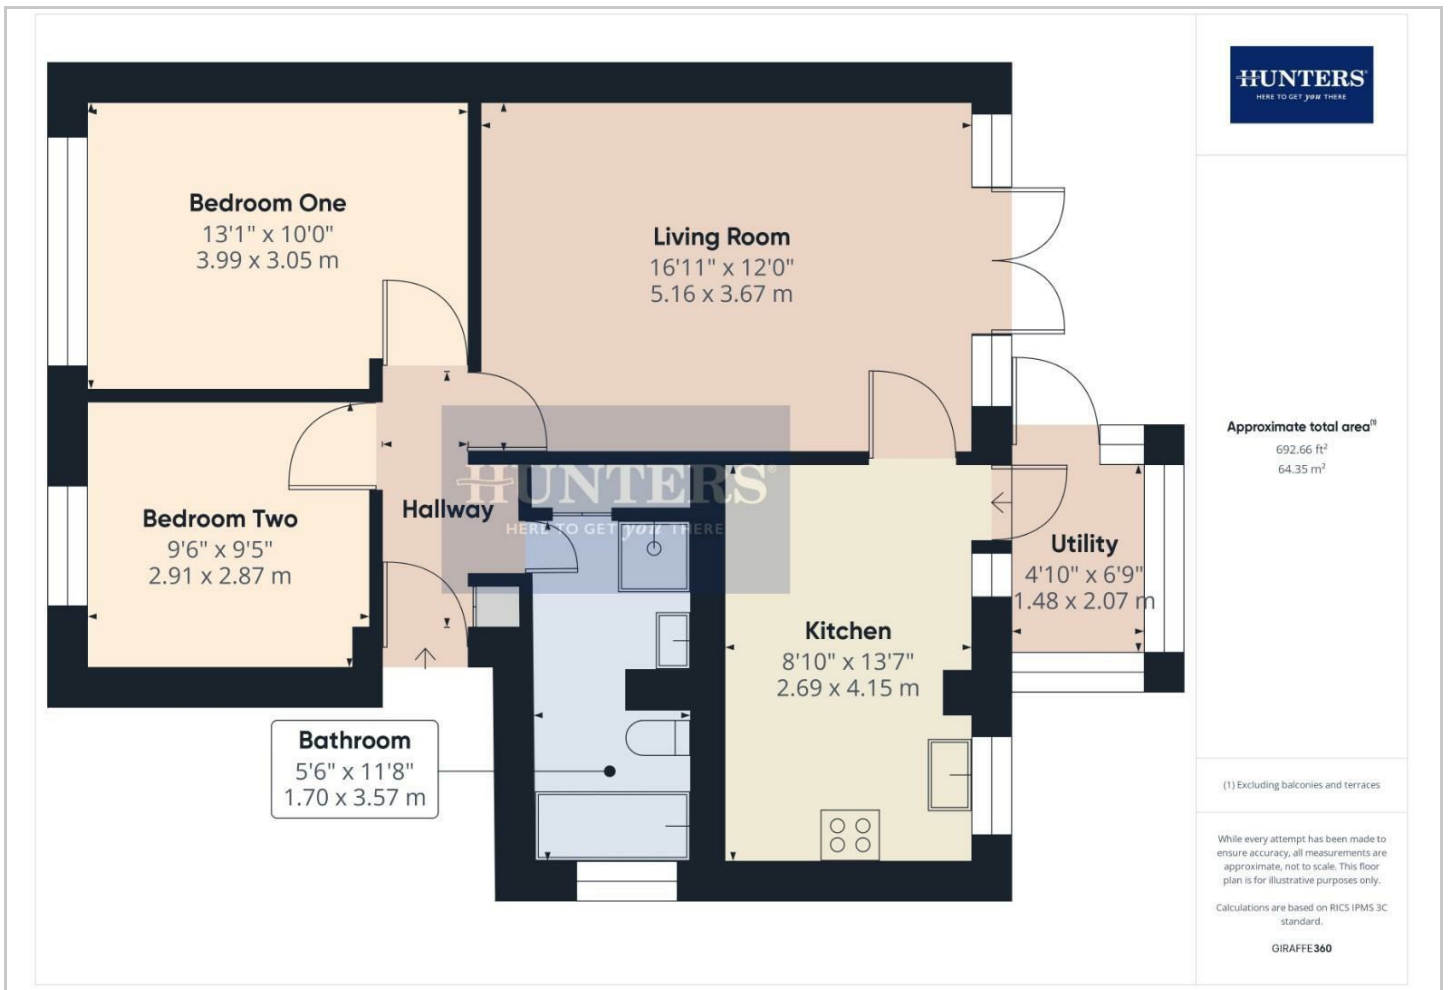 Bedroom One
13'1" x 10'0"
3.99 x 3.05 m
Living Room
16'11" x 12'0"
5.16 x 3.67 m
Bedroom Two
9'6" x 9'5"
2.91 x 2.87 m
Hallway
HUNTERS®
HERE TO GET you THERE
Utility
4'10" x 6'9"
1.48 x 2.07 m
Kitchen
8'10" x 13'7"
2.69 x 4.15 m
Bathroom
5'6" x 11'8"
1.70 x 3.57 m
HUNTERS®
HERE TO GET you THERE
Approximate total area(1)
692.66 ft²
64.35 m²
(1) Excluding balconies and terraces
While every attempt has been made to
ensure accuracy, all measurements are
approximate, not to scale. This floor
plan is for illustrative purposes only.
Calculations are based on RICS IPMS 3C
standard.
GIRAFFE360